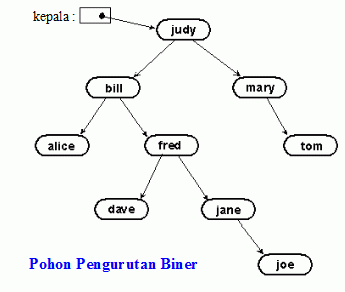 kepala :
judy
bill
mary
alice
fred
tom
dave
jane
Pohon Pengurutan Biner
joe